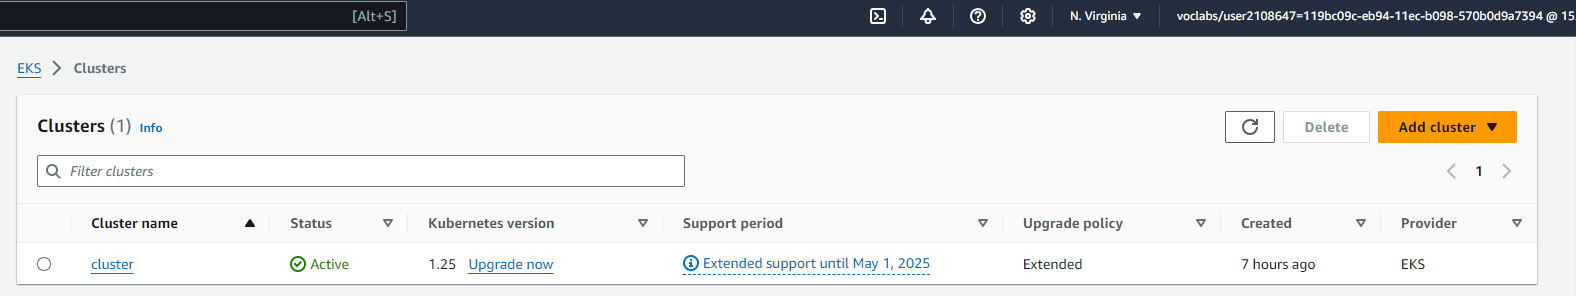 [Alt+S] N. Virginia voclabs/user2108647=119bc09c-eb94-11ec-b098-570b0d9a7394 @ 15.
EKS Clusters
Clusters (1) Info Delete Add cluster
Filter clusters 1
Cluster name Status Kubernetes version Support period Upgrade policy Created Provider
cluster Active 1.25 Upgrade now Extended support until May 1, 2025 Extended 7 hours ago EKS